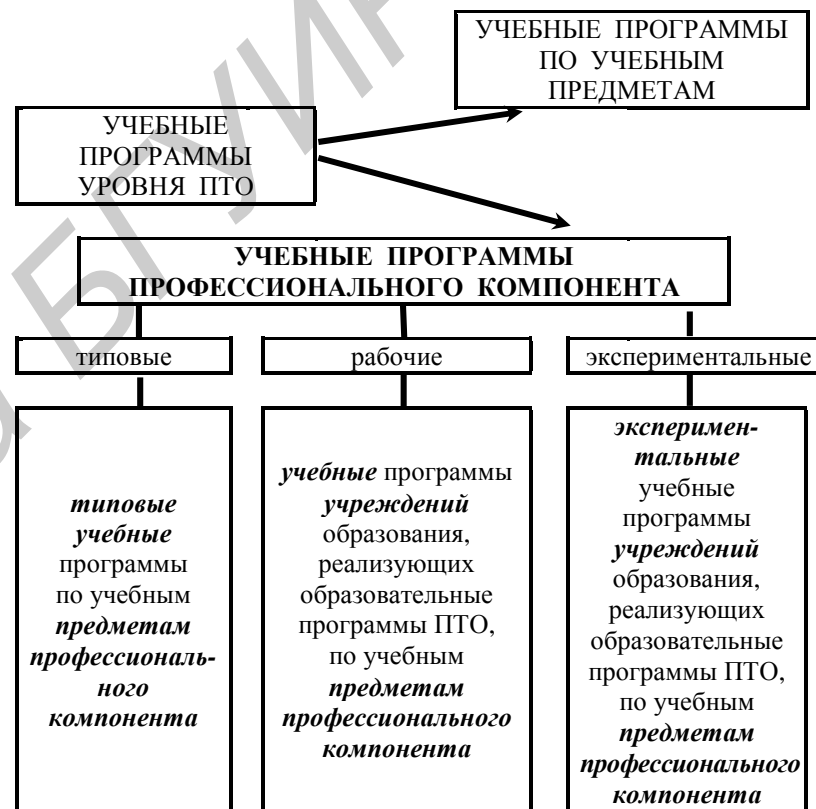 УЧЕБНЫЕ ПРОГРАММЫ
ПО УЧЕБНЫМ
ПРЕДМЕТАМ
УЧЕБНЫЕ
ПРОГРАММЫ
УРОВНЯ ПТО
УЧЕБНЫЕ ПРОГРАММЫ
ПРОФЕССИОНАЛЬНОГО КОМПОНЕНТА
типовые
рабочие
экспериментальные
типовые
учебные
программы
по учебным
предметам
профессиональ-
ного
компонента
учебные программы
учреждений
образования,
реализующих
образовательные
программы ПТО,
по учебным
предметам
профессионального
компонента
эксперимен-
тальные
учебные
программы
учреждений
образования,
реализующих
образовательные
программы ПТО,
по учебным
предметам
профессионального
компонента